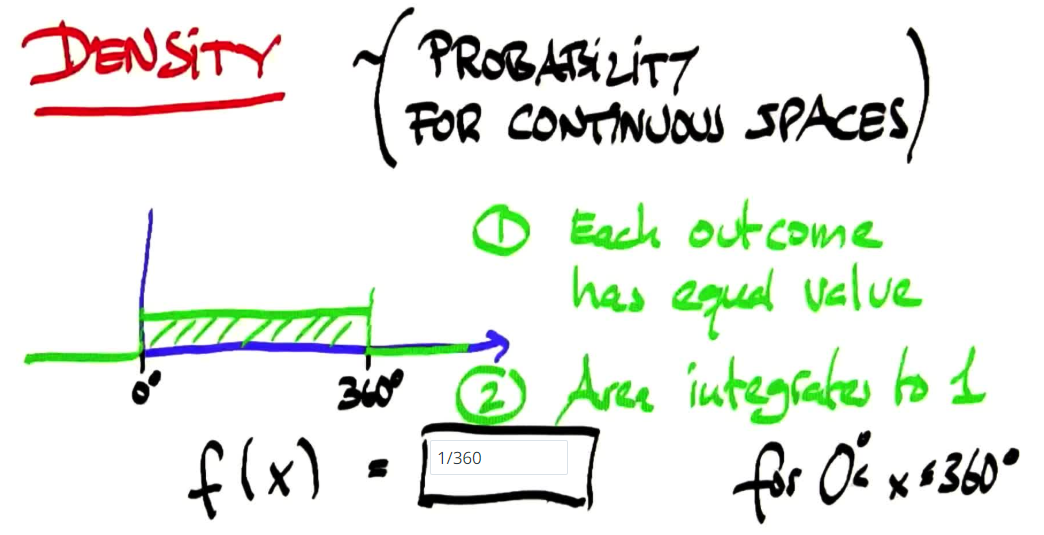 DENSITY ~ (PROBABILITY
FOR CONTINUOUS SPACES)
① Each outcome
has equal value
0° 360°
② Area integrates to 1
f(x) = 1/360 for 0° ≤ x ≤ 360°